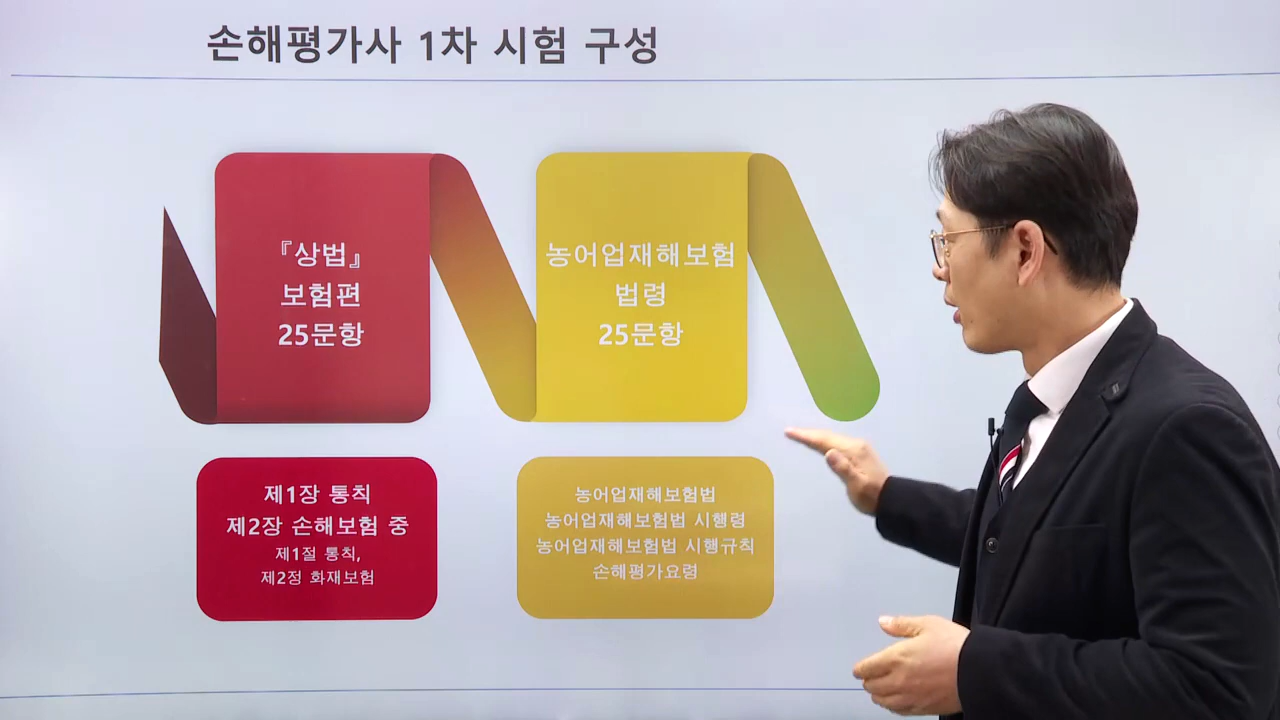 손해평가사 1차 시험 구성
『상법』
보험편
25문항
농어업재해보험
법령
25문항
제1장 통칙
제2장 손해보험 중
제1절 통칙,
제2정 화재보험
농어업재해보험법
농어업재해보험법 시행령
농어업재해보험법 시행규칙
손해평가요령